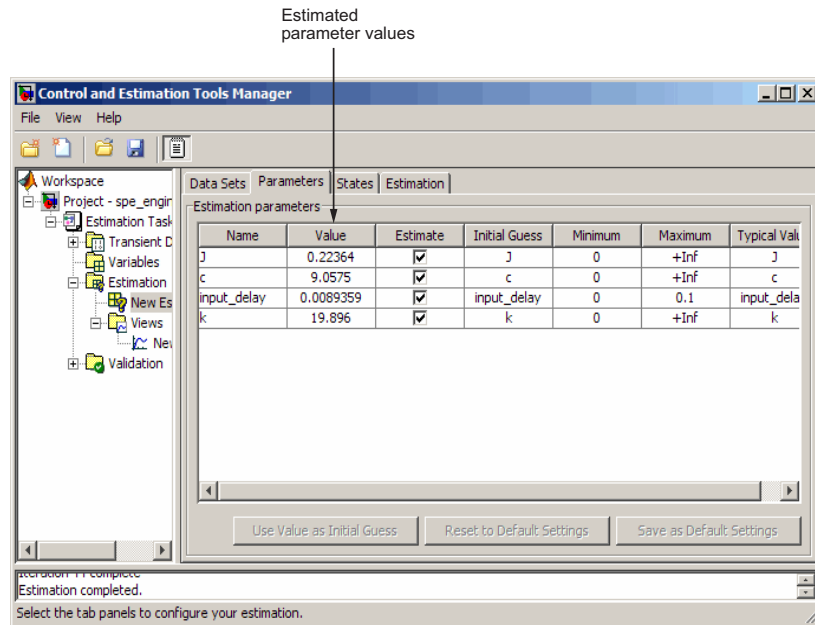 Estimated
parameter values
Control and Estimation Tools Manager
File View Help
Workspace
Project - spe_engin
Estimation Task
Transient D
Variables
Estimation
New Es
Views
Nev
Validation
Data Sets Parameters States Estimation
Estimation parameters
Name Value Estimate Initial Guess Minimum Maximum Typical Valu
J 0.22364 J 0 +Inf J
c 9.0575 c 0 +Inf c
input_delay 0.0089359 input_delay 0 0.1 input_dela
k 19.896 k 0 +Inf k
Use Value as Initial Guess Reset to Default Settings Save as Default Settings
Estimation completed.
Select the tab panels to configure your estimation.